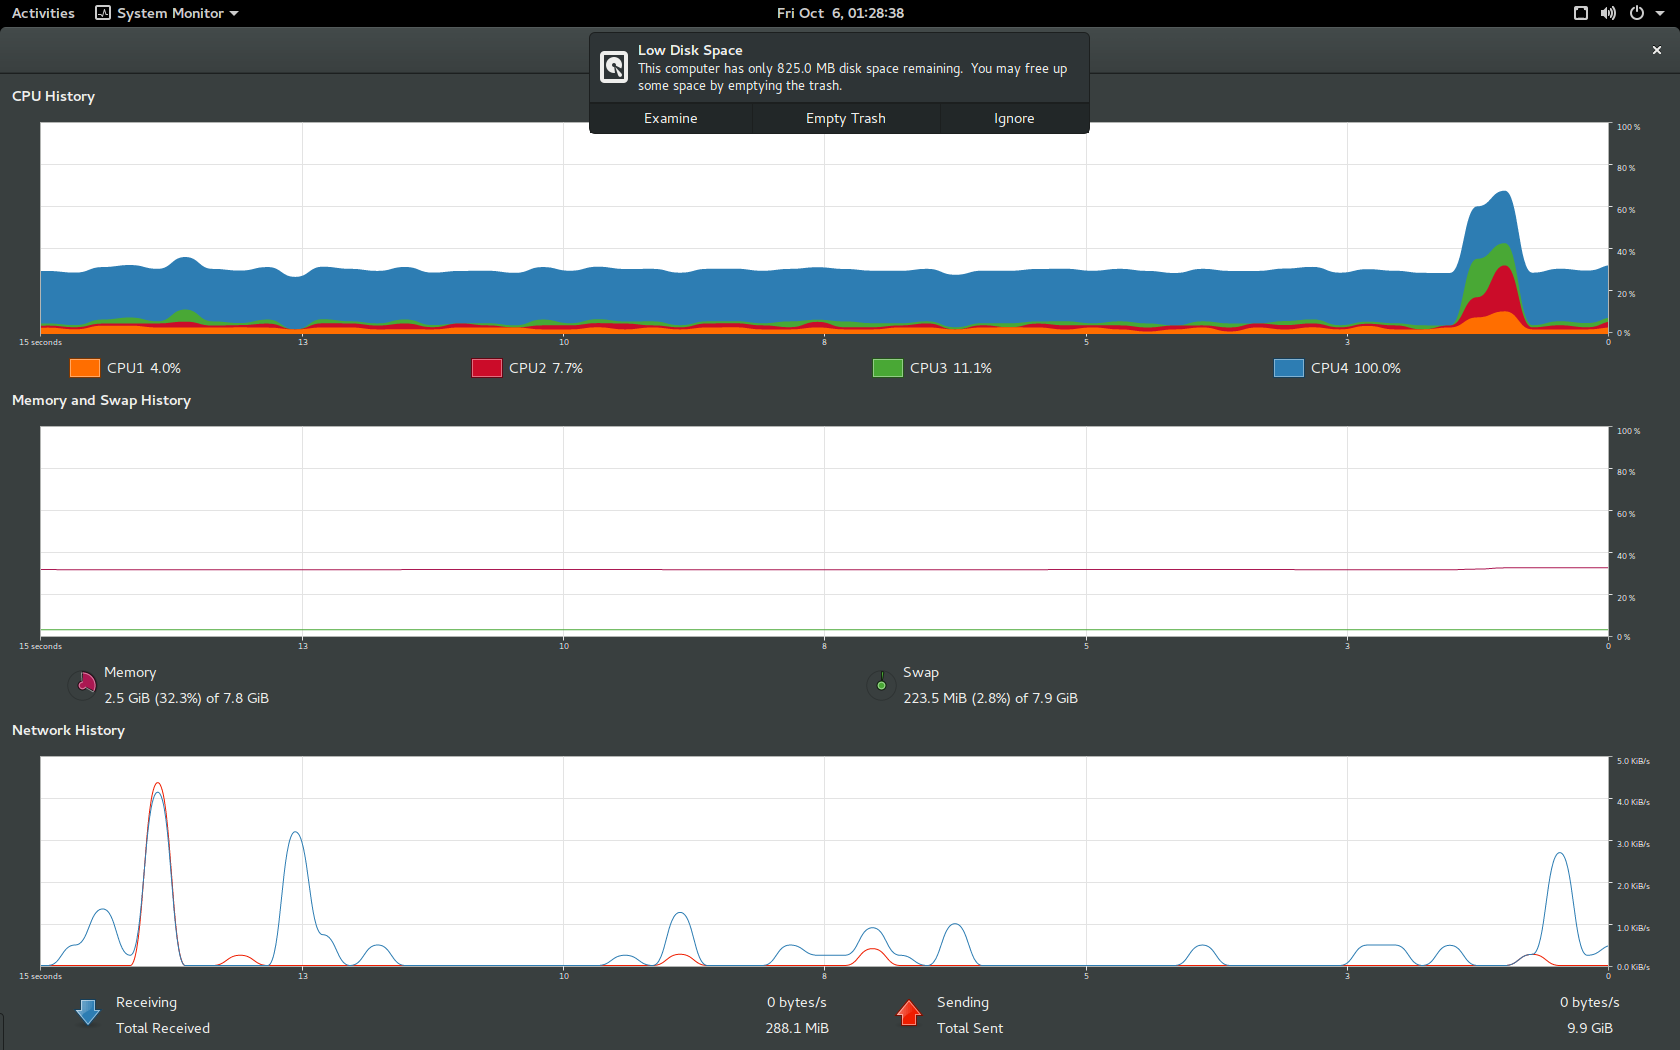 Activities System Monitor Fri Oct 6, 01:28:38
Low Disk Space
This computer has only 825.0 MB disk space remaining. You may free up
some space by emptying the trash.
Examine Empty Trash Ignore
CPU History
100 %
80 %
60 %
40 %
20 %
0 %
15 seconds 13 10 8 5 3 0
CPU1 4.0% CPU2 7.7% CPU3 11.1% CPU4 100.0%
Memory and Swap History
100 %
80 %
60 %
40 %
20 %
0 %
15 seconds 13 10 8 5 3 0
Memory Swap
2.5 GiB (32.3%) of 7.8 GiB 223.5 MiB (2.8%) of 7.9 GiB
Network History
5.0 KiB/s
4.0 KiB/s
3.0 KiB/s
2.0 KiB/s
1.0 KiB/s
0.0 KiB/s
15 seconds 13 10 8 5 3 0
Receiving 0 bytes/s Sending 0 bytes/s
Total Received 288.1 MiB Total Sent 9.9 GiB